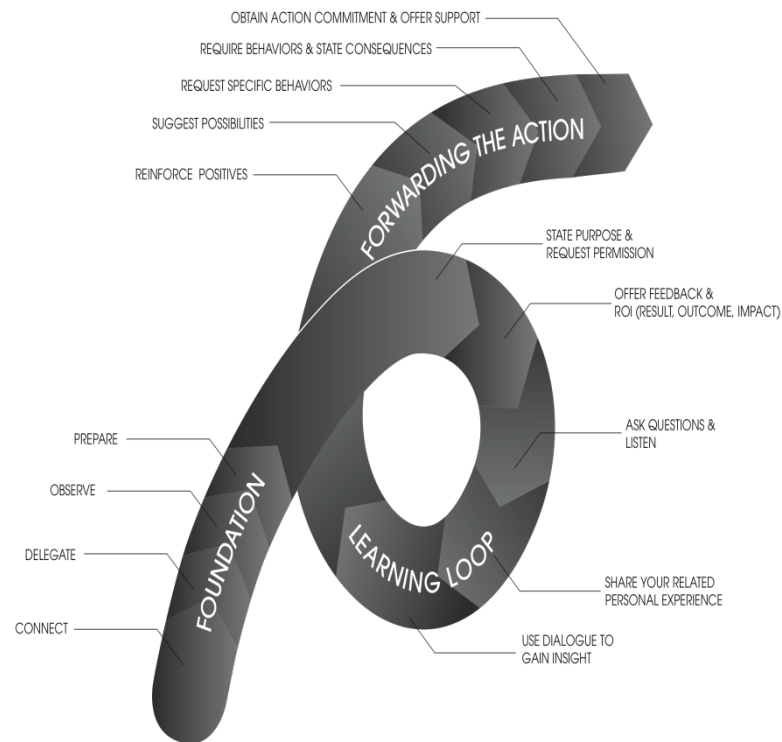 OBTAIN ACTION COMMITMENT & OFFER SUPPORT
REQUIRE BEHAVIORS & STATE CONSEQUENCES
REQUEST SPECIFIC BEHAVIORS
SUGGEST POSSIBILITIES
REINFORCE POSITIVES
FORWARDING THE ACTION
STATE PURPOSE &
REQUEST PERMISSION
OFFER FEEDBACK &
ROI (RESULT, OUTCOME, IMPACT)
ASK QUESTIONS &
LISTEN
PREPARE
OBSERVE
DELEGATE
CONNECT
FOUNDATION
LEARNING LOOP
SHARE YOUR RELATED
PERSONAL EXPERIENCE
USE DIALOGUE TO
GAIN INSIGHT